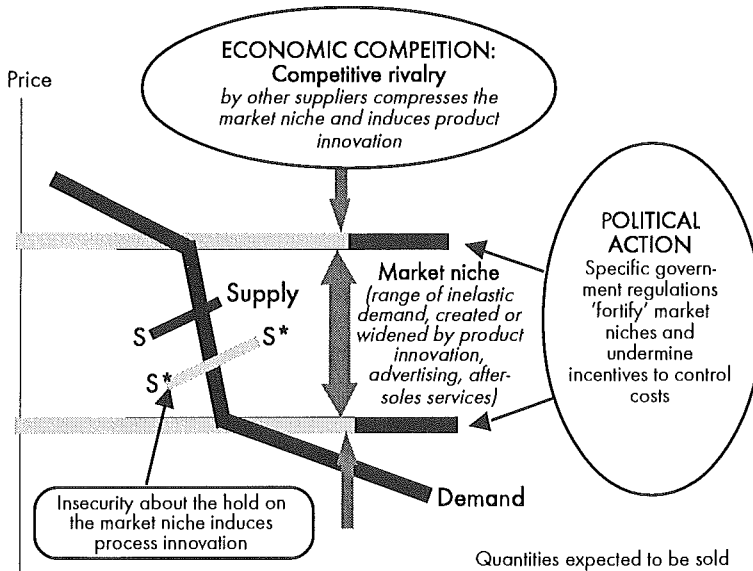 ECONOMIC COMPEITION:
Competitive rivalry
by other suppliers compresses the
market niche and induces product
innovation
Price
POLITICAL
ACTION
Specific govern-
ment regulations
'fortify' market
niches and
undermine
incentives to control
costs
Market niche
(range of inelastic
demand, created or
widened by product
innovation,
advertising, after-
soles services)
Supply
S
S*
S*
Insecurity about the hold on
the market niche induces
process innovation
Demand
Quantities expected to be sold